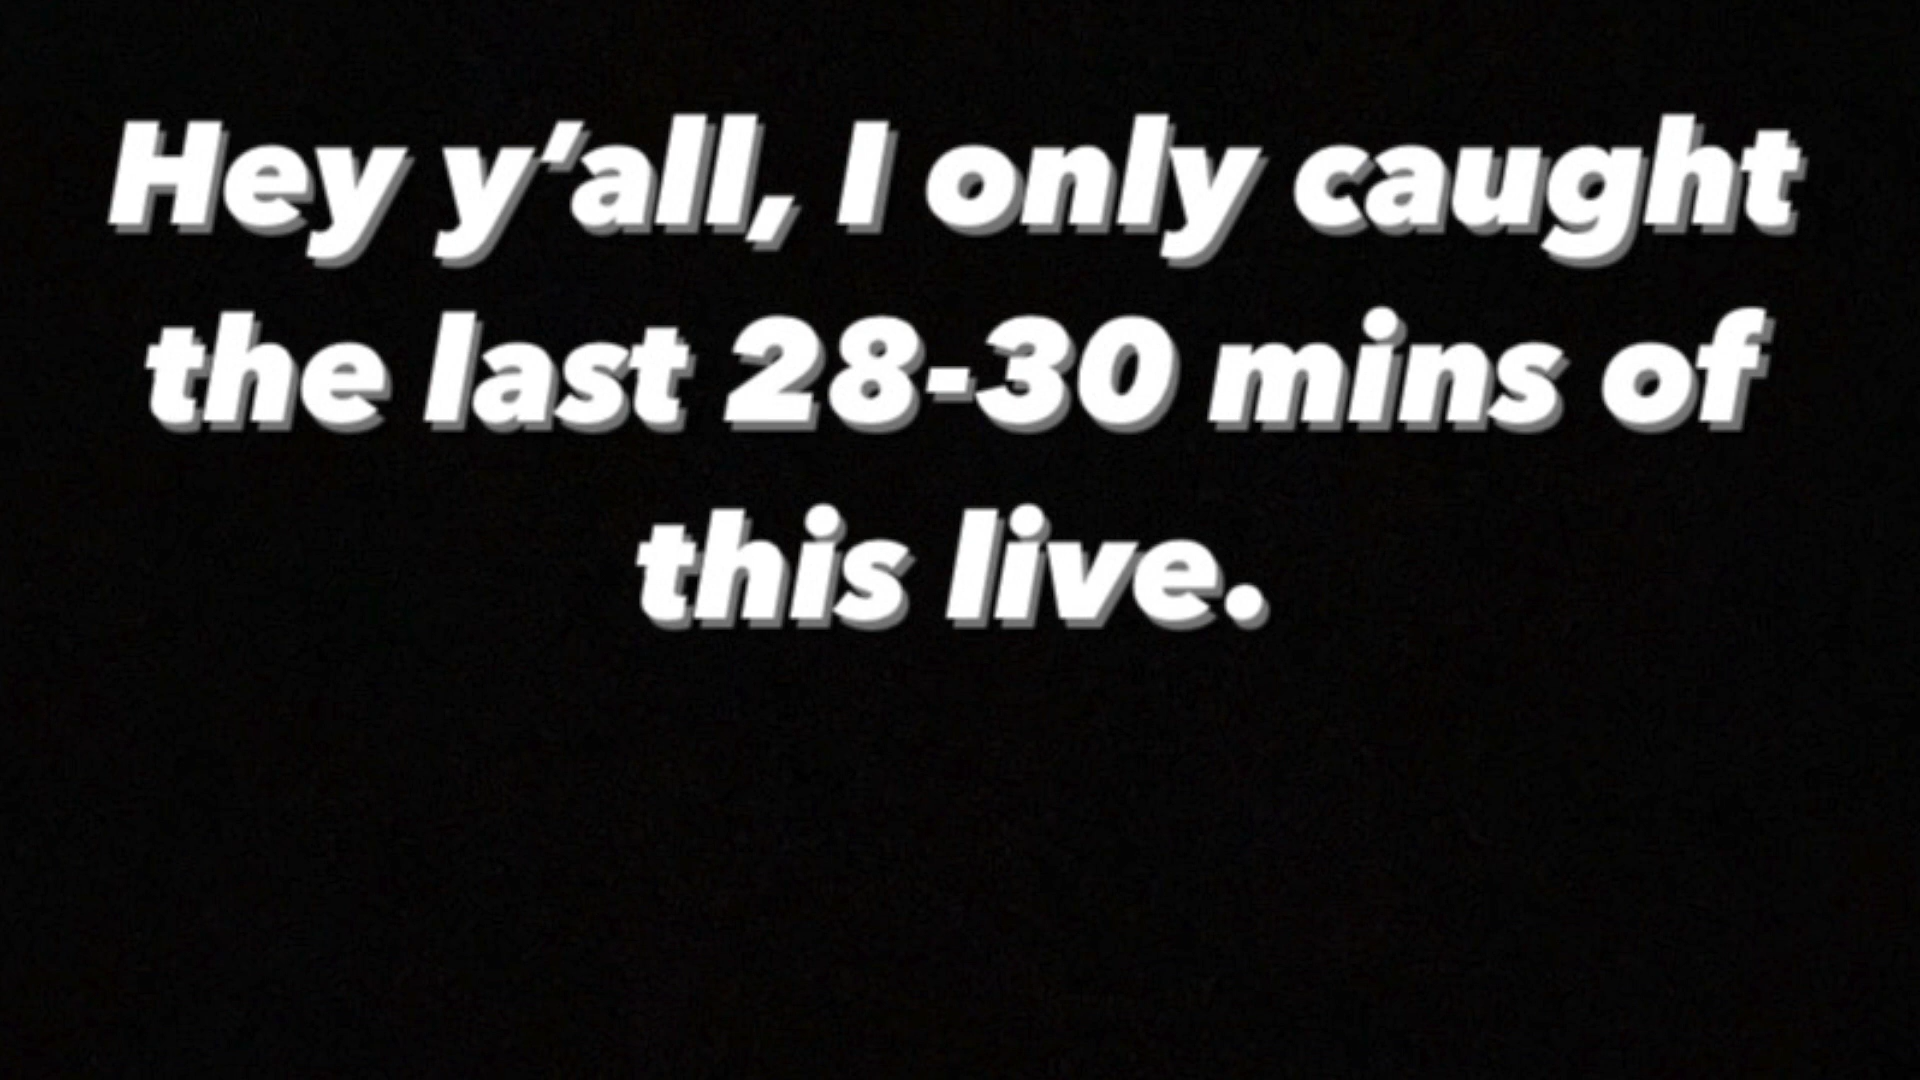 Hey y’all, I only caught
the last 28-30 mins of
this live.